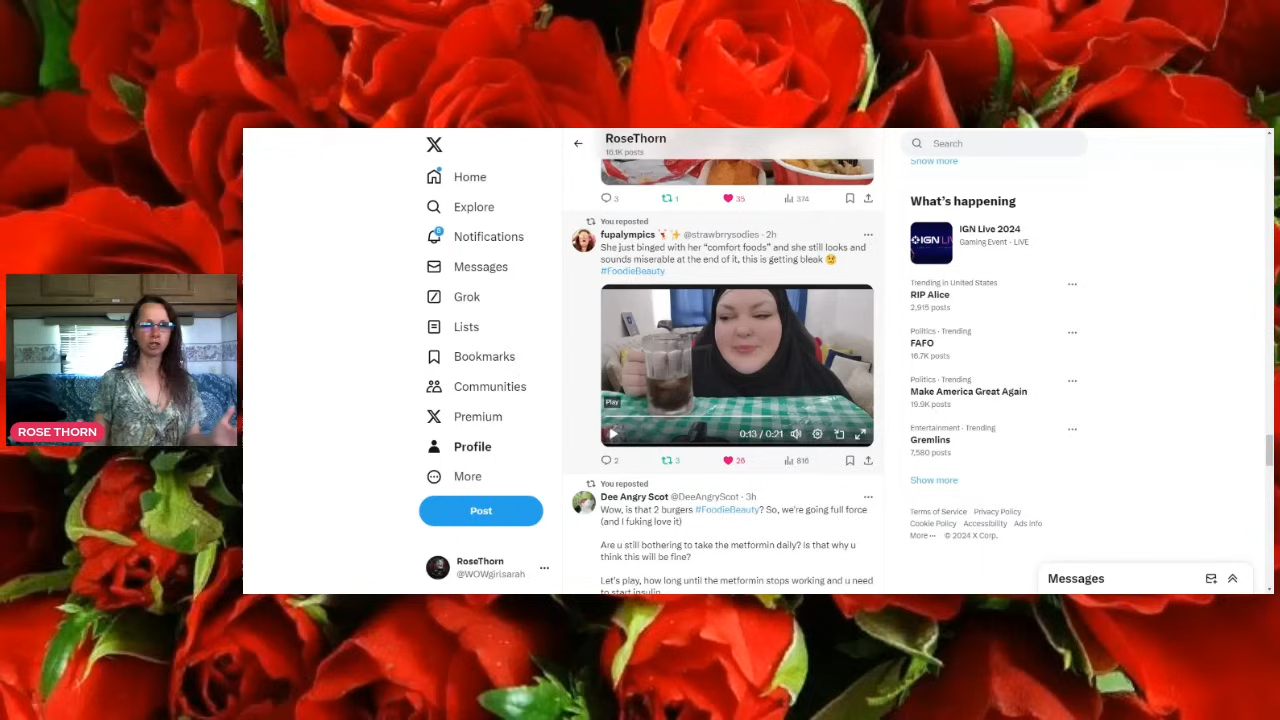 RoseThorn
16.1K posts
Search
Show more
Home
Explore
Notifications
Messages
Grok
Lists
Bookmarks
Communities
Premium
Profile
More
Post
RoseThorn
@WOWgirlsarah
ROSE THORN
3 1 35 374
You reposted
fupalympics @strawbrrysodies · 2h
She just binged with her “comfort foods” and she still looks and
sounds miserable at the end of it, this is getting bleak
#FoodieBeauty
Play
0:13 / 0:21
2 3 26 816
You reposted
Dee Angry Scot @DeeAngryScot · 3h
Wow, is that 2 burgers #FoodieBeauty? So, we're going full force
(and I fuking love it)
Are u still bothering to take the metformin daily? Is that why u
think this will be fine?
Let's play, how long until the metformin stops working and u need
to start insulin
What’s happening
IGN LIV
IGN Live 2024
Gaming Event · LIVE
Trending in United States
RIP Alice
2,915 posts
Politics · Trending
FAFO
16.7K posts
Politics · Trending
Make America Great Again
19.9K posts
Entertainment · Trending
Gremlins
7,580 posts
Show more
Terms of Service Privacy Policy
Cookie Policy Accessibility Ads Info
More ··· © 2024 X Corp.
Messages